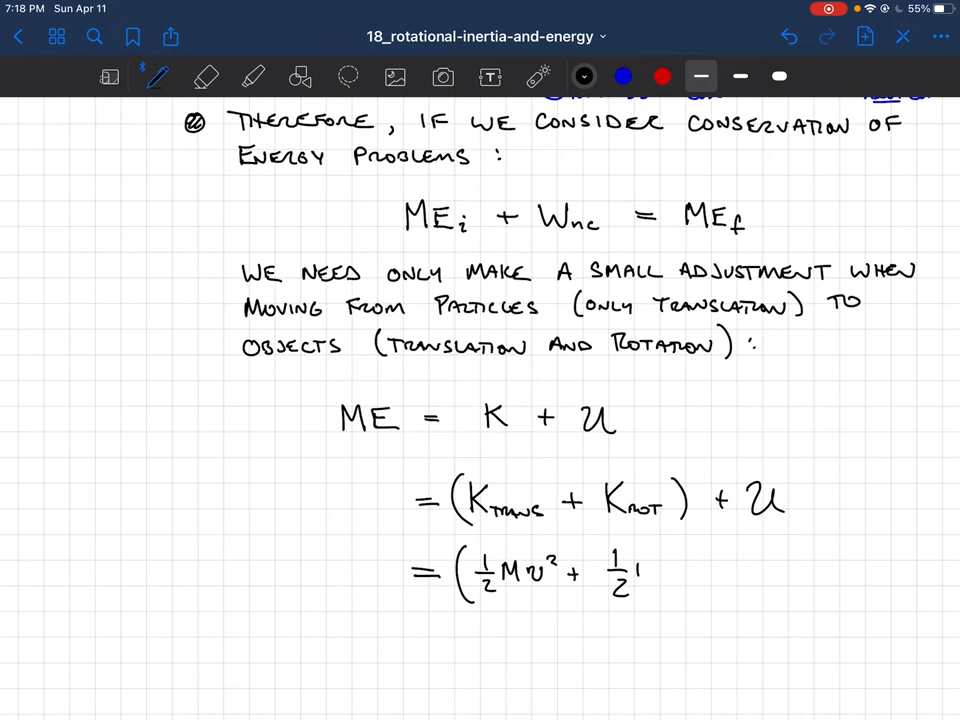 7:18 PM Sun Apr 11 55%
18_rotational-inertia-and-energy
THEREFORE, IF WE CONSIDER CONSERVATION OF
ENERGY PROBLEMS :
MEi + Wnc = MEf
WE NEED ONLY MAKE A SMALL ADJUSTMENT WHEN
MOVING FROM PARTICLES (ONLY TRANSLATION) TO
OBJECTS (TRANSLATION AND ROTATION) :
ME = K + U
= (KTRANS + KROT) + U
= (1/2 Mv² + 1/2 I